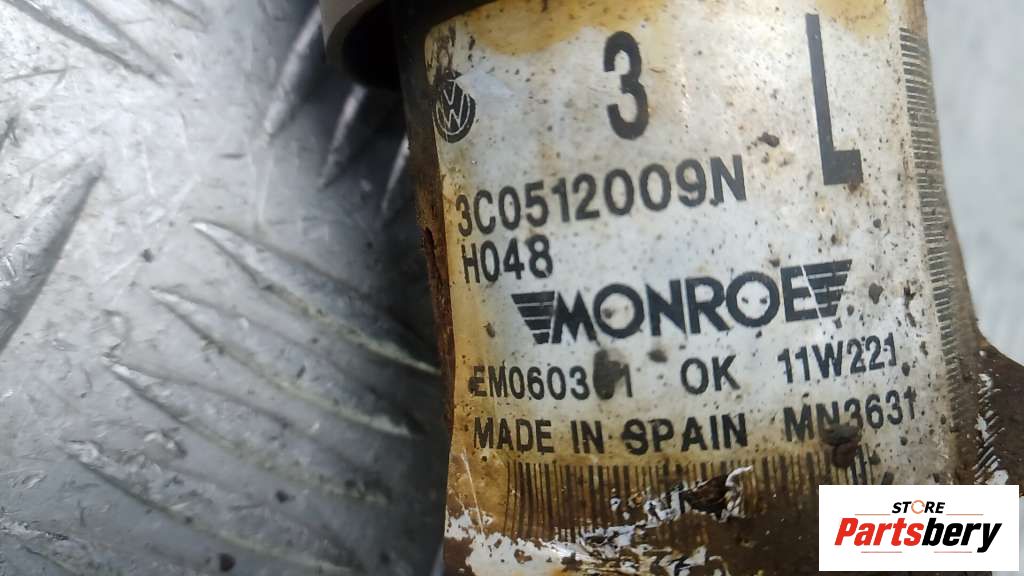 3 L
3C0512009N
H048
MONROE
OK 11W221
MADE IN SPAIN MN3631
STORE
Partsbery